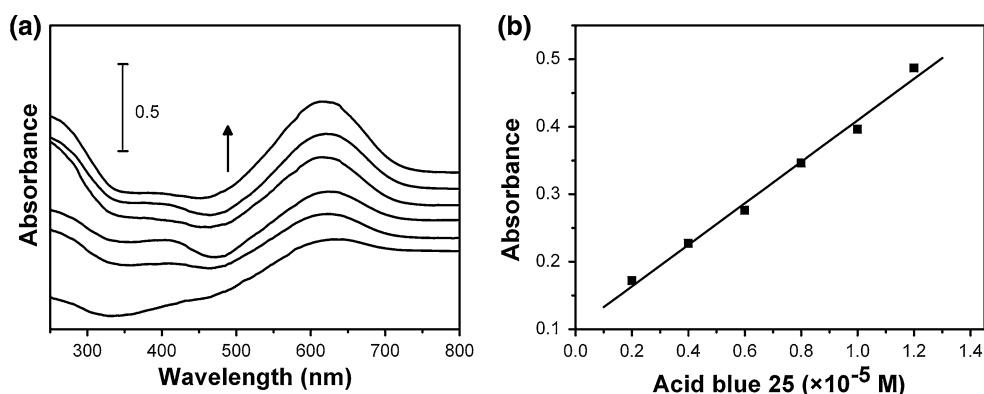 (a)
0.5
Absorbance
300 400 500 600 700 800
Wavelength (nm)
(b)
0.5
0.4
0.3
0.2
0.1
Absorbance
0.0 0.2 0.4 0.6 0.8 1.0 1.2 1.4
Acid blue 25 (×10⁻⁵ M)